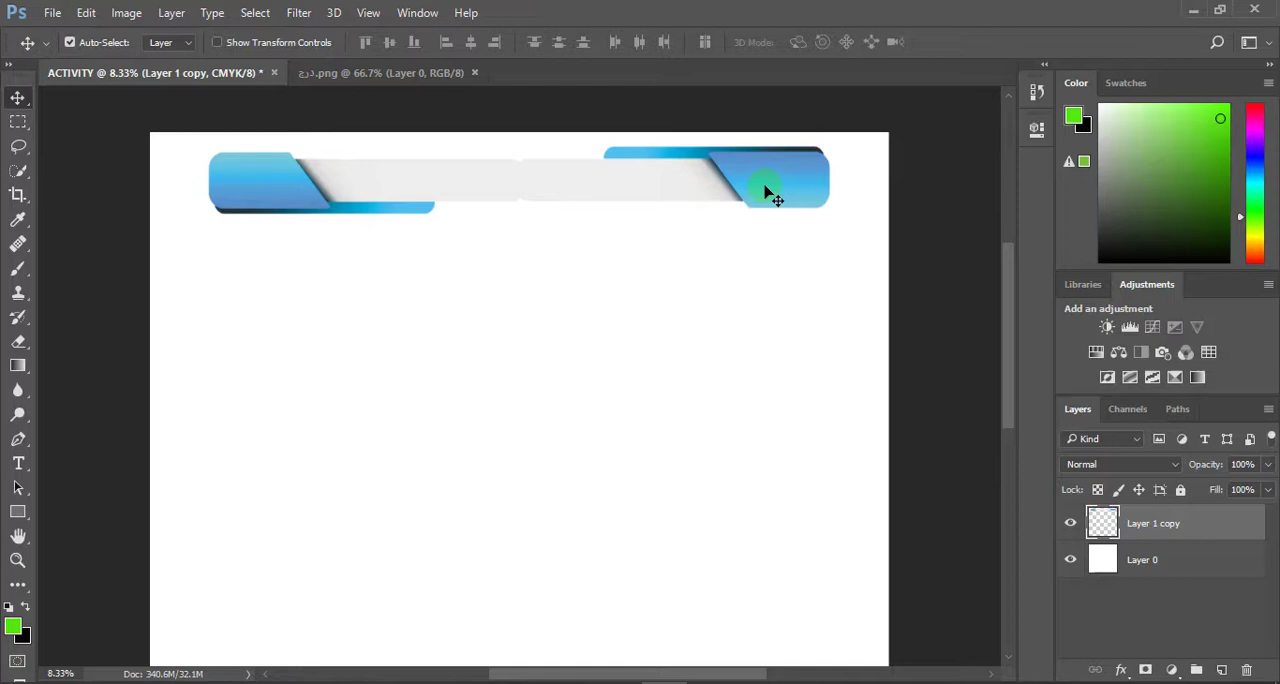 Ps File Edit Image Layer Type Select Filter 3D View Window Help
Auto-Select: Layer Show Transform Controls 3D Mode:
ACTIVITY @ 8.33% (Layer 1 copy, CMYK/8) * درع.png @ 66.7% (Layer 0, RGB/8)
Color Swatches
Libraries Adjustments
Add an adjustment
Layers Channels Paths
Kind
Normal Opacity: 100%
Lock: Fill: 100%
Layer 1 copy
Layer 0
fx
8.33% Doc: 340.6M/32.1M